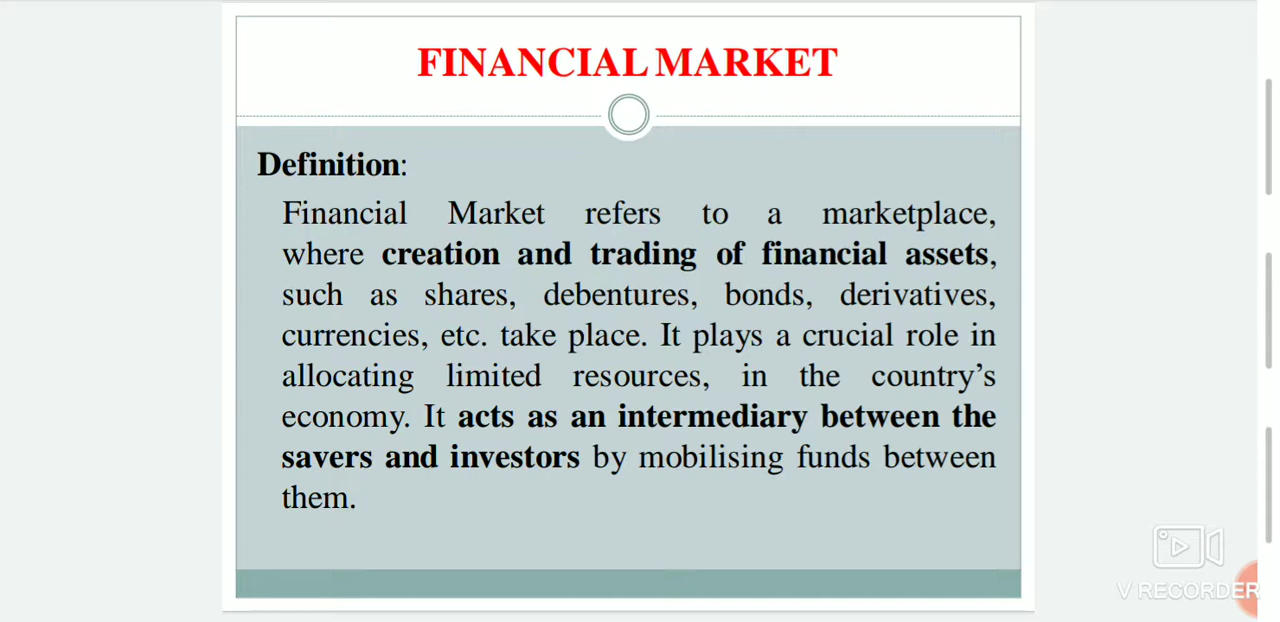 FINANCIAL MARKET
Definition:
Financial Market refers to a marketplace,
where creation and trading of financial assets,
such as shares, debentures, bonds, derivatives,
currencies, etc. take place. It plays a crucial role in
allocating limited resources, in the country’s
economy. It acts as an intermediary between the
savers and investors by mobilising funds between
them.
V RECORDER